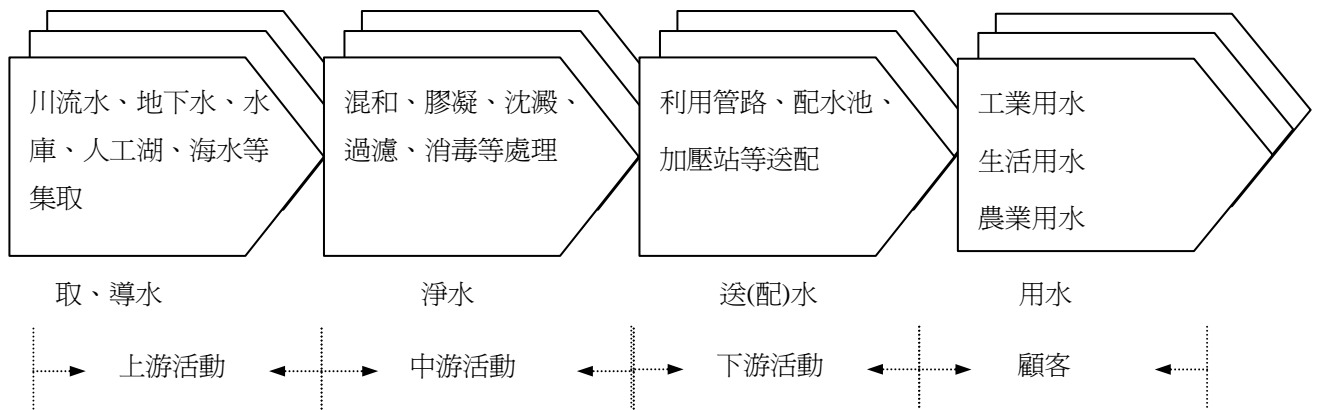 川流水、地下水、水
庫、人工湖、海水等
集取
混和、膠凝、沈澱、
過濾、消毒等處理
利用管路、配水池、
加壓站等送配
工業用水
生活用水
農業用水
取、導水
淨水
送(配)水
用水
上游活動
中游活動
下游活動
顧客